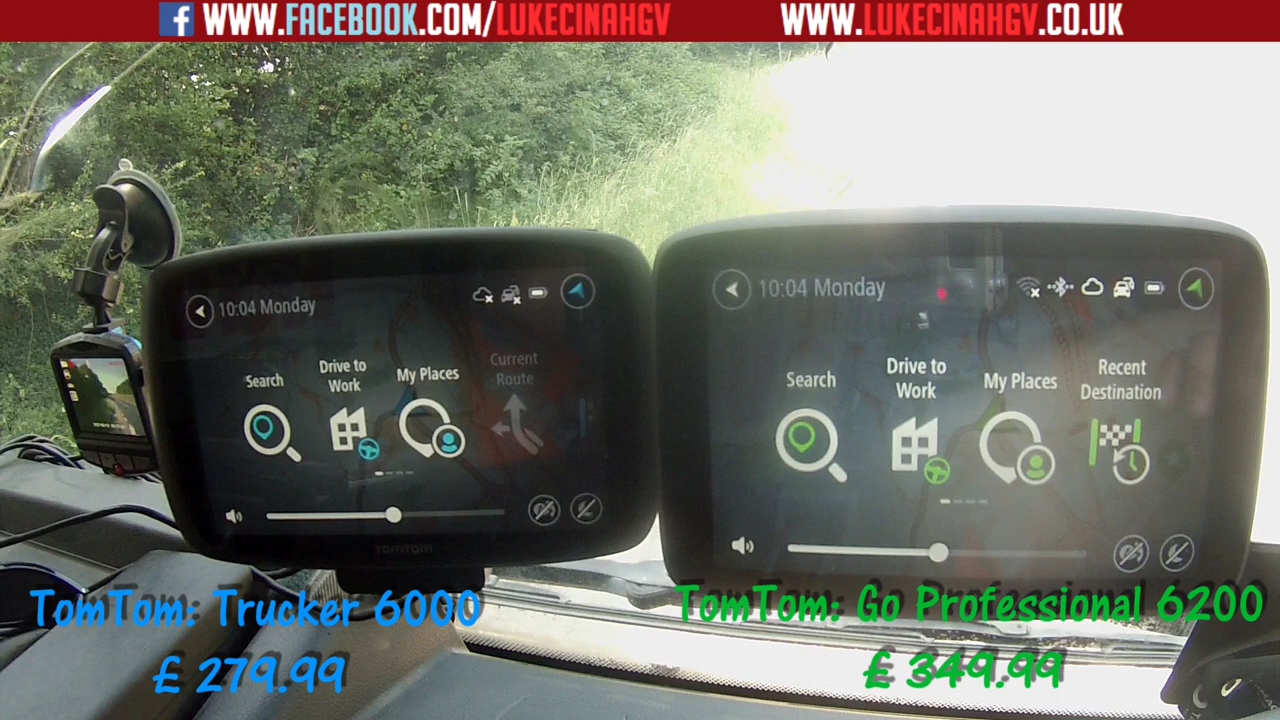 WWW.FACEBOOK.COM/LUKECINAHGV
WWW.LUKECINAHGV.CO.UK
10:04 Monday
Search
Drive to
Work
My Places
Current
Route
TOMTOM
10:04 Monday
Search
Drive to
Work
My Places
Recent
Destination
TomTom: Trucker 6000
£ 279.99
TomTom: Go Professional 6200
£ 349.99